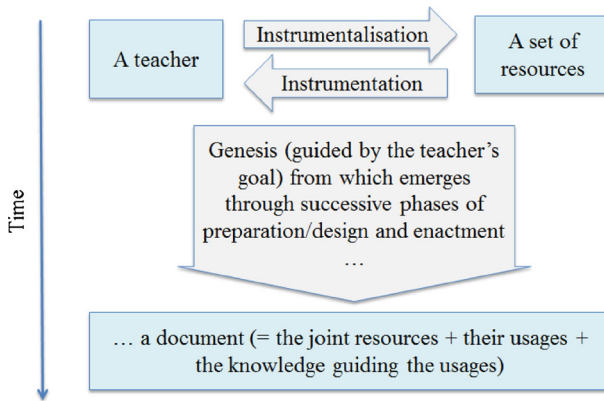 Instrumentalisation
A teacher
A set of
resources
Instrumentation
Genesis (guided by the teacher's
goal) from which emerges
through successive phases of
preparation/design and enactment
…
Time
… a document (= the joint resources + their usages +
the knowledge guiding the usages)